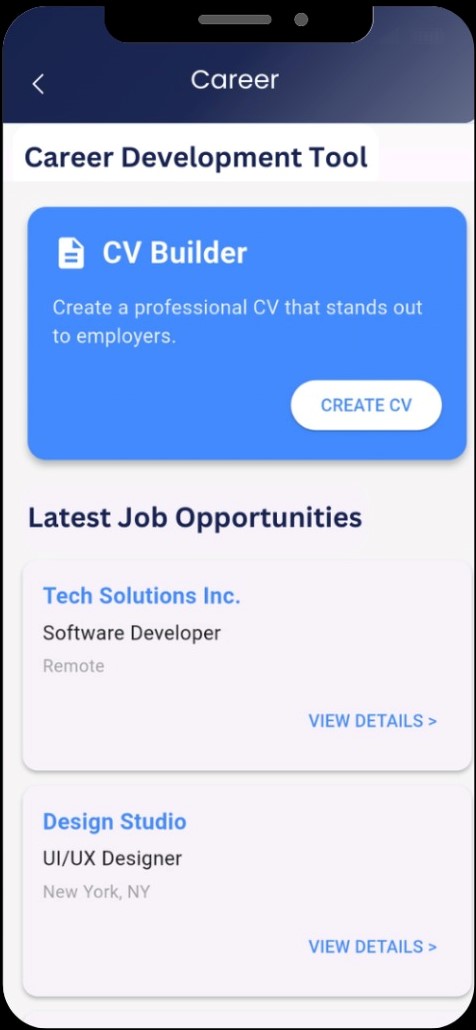 Career
Career Development Tool
CV Builder
Create a professional CV that stands out
to employers.
CREATE CV
Latest Job Opportunities
Tech Solutions Inc.
Software Developer
Remote
VIEW DETAILS >
Design Studio
UI/UX Designer
New York, NY
VIEW DETAILS >